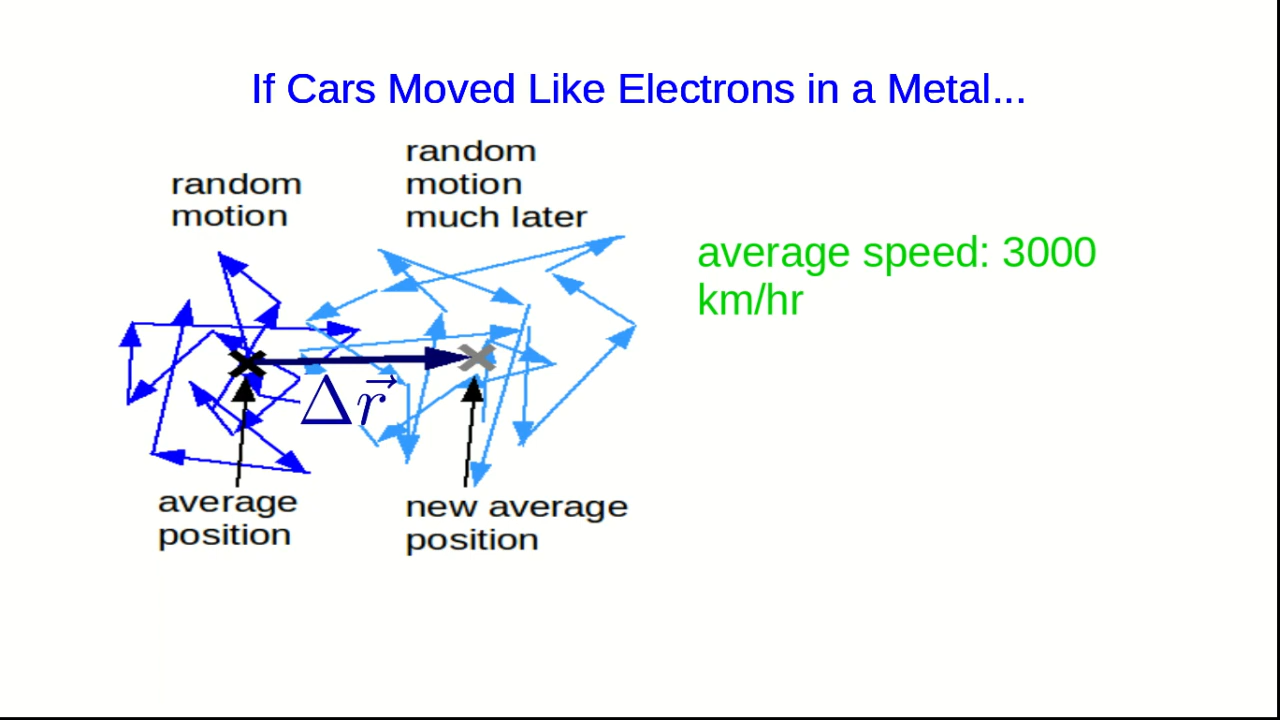 If Cars Moved Like Electrons in a Metal...
random
motion
random
motion
much later
average speed: 3000
km/hr
Δr⃗
average
position
new average
position